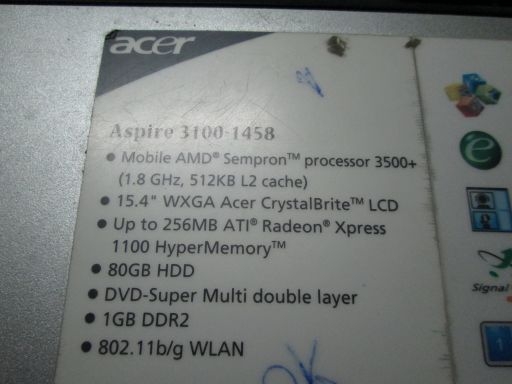 acer
Aspire 3100-1458
• Mobile AMD® Sempron™ processor 3500+
(1.8 GHz, 512KB L2 cache)
• 15.4" WXGA Acer CrystalBrite™ LCD
• Up to 256MB ATI® Radeon® Xpress
1100 HyperMemory™
• 80GB HDD
• DVD-Super Multi double layer
• 1GB DDR2
• 802.11b/g WLAN
e
Signal
1